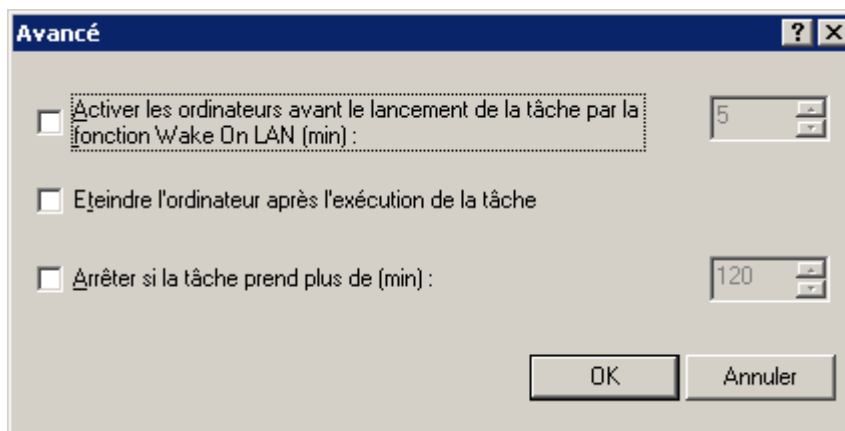 Avancé
Activer les ordinateurs avant le lancement de la tâche par la
fonction Wake On LAN (min) :
5
Eteindre l'ordinateur après l'exécution de la tâche
Arrêter si la tâche prend plus de (min) :
120
OK
Annuler